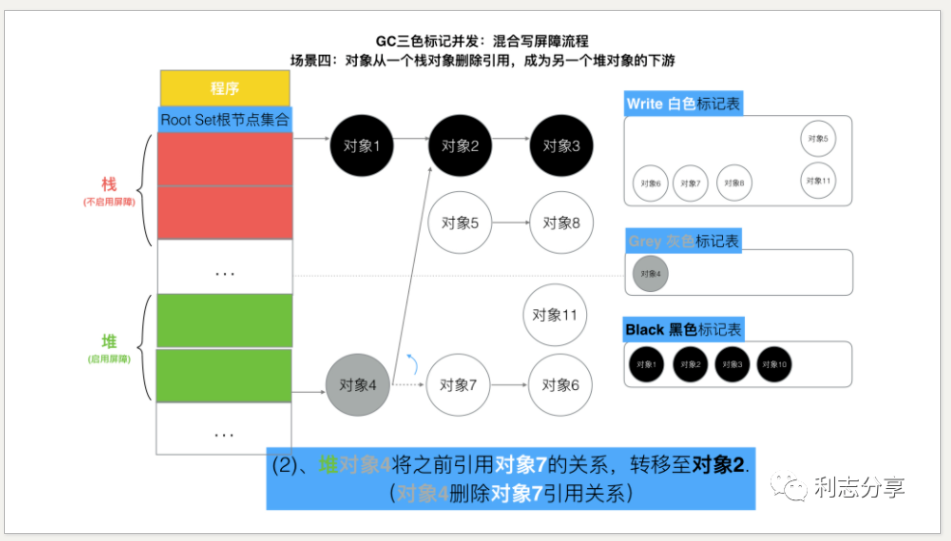 GC三色标记并发：混合写屏障流程
场景四：对象从一个栈对象删除引用，成为另一个堆对象的下游
程序
Root Set根节点集合
栈
(不启用屏障)
...
堆
(启用屏障)
...
对象1
对象2
对象3
对象5
对象8
对象11
对象4
对象7
对象6
Write 白色标记表
对象5
对象6
对象7
对象8
对象11
Grey 灰色标记表
对象4
Black 黑色标记表
对象1
对象2
对象3
对象10
(2)、堆对象4将之前引用对象7的关系，转移至对象2.
（对象4删除对象7引用关系）
利志分享